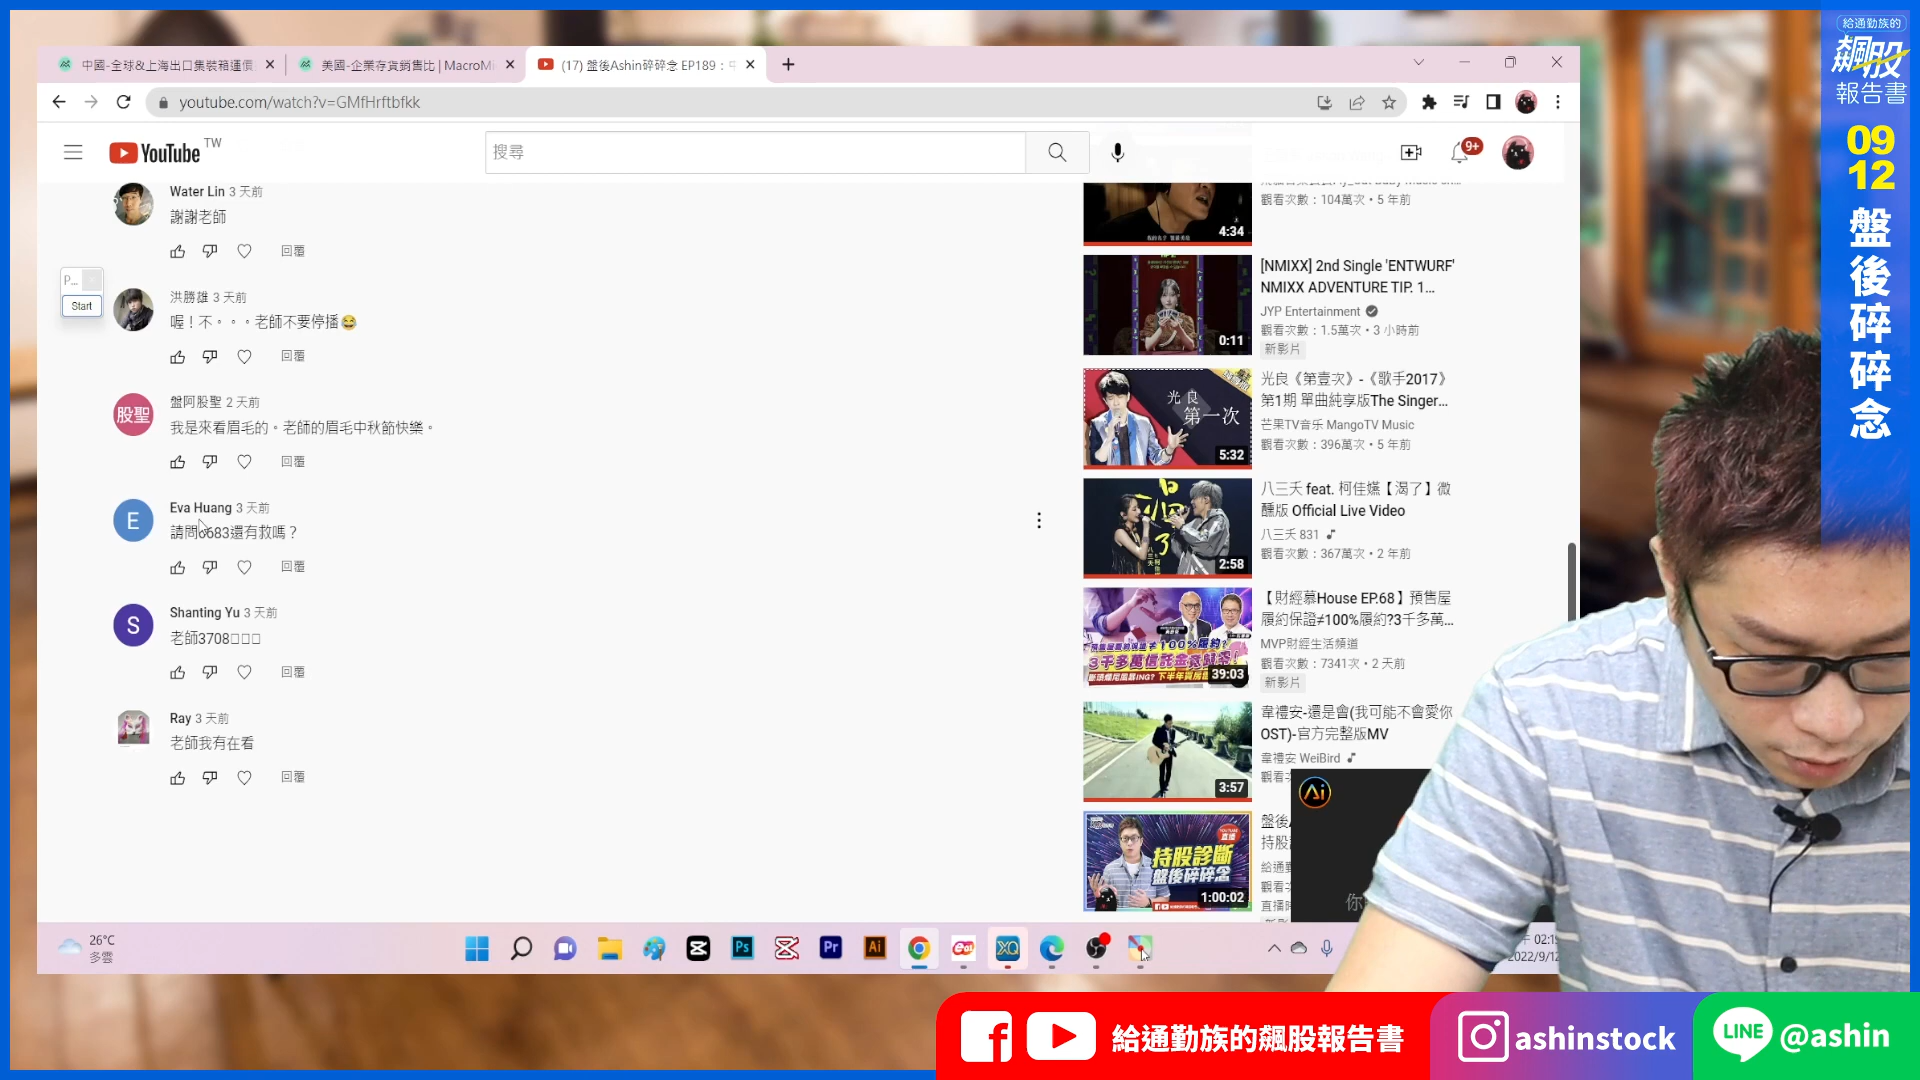 中國-全球&上海出口集裝箱運價
美國-企業存貨銷售比 | MacroMi
(17) 盤後Ashin碎碎念 EP189：
youtube.com/watch?v=GMfHrftbfkk
YouTube TW
搜尋
9+
Water Lin 3 天前
謝謝老師
回覆
P...
Start
洪勝雄 3 天前
喔！不。。。老師不要停播😂
回覆
股聖
盤阿股聖 2 天前
我是來看眉毛的。老師的眉毛中秋節快樂。
回覆
E
Eva Huang 3 天前
請問6683還有救嗎？
回覆
S
Shanting Yu 3 天前
老師3708
回覆
Ray 3 天前
老師我有在看
回覆
觀看次數：104萬次・5 年前
4:34
[NMIXX] 2nd Single 'ENTWURF'
NMIXX ADVENTURE TIP. 1...
JYP Entertainment
觀看次數：1.5萬次・3 小時前
新影片
0:11
光良《第壹次》-《歌手2017》
第1期 單曲純享版The Singer...
芒果TV音乐 MangoTV Music
觀看次數：396萬次・5 年前
光良
第一次
5:32
八三夭 feat. 柯佳嬿【渴了】微
醺版 Official Live Video
八三夭 831
觀看次數：367萬次・2 年前
2:58
【財經慕House EP.68】預售屋
履約保證≠100%履約?3千多萬...
MVP財經生活頻道
觀看次數：7341次・2 天前
新影片
39:03
韋禮安-還是會(我可能不會愛你
OST)-官方完整版MV
韋禮安 WeiBird
3:57
持股診斷
盤後碎碎念
1:00:02
Ai
你
26°C
多雲
Ps
Pr
Ai
XQ
2022/9/12
給通勤族的
飆股
報告書
09
12
盤後碎碎念
給通勤族的飆股報告書
ashinstock
LINE
@ashin